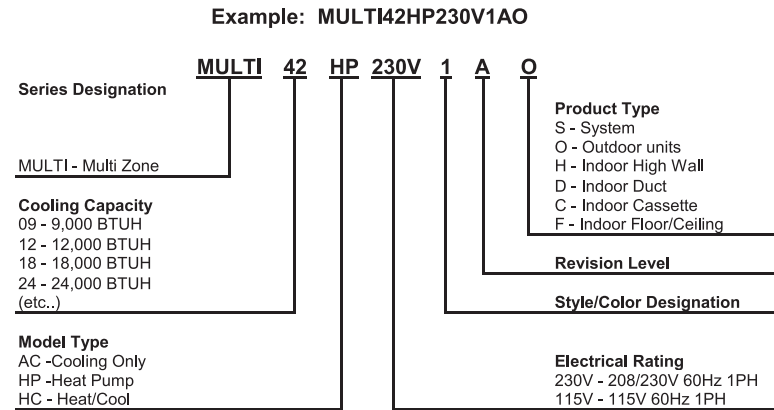 Example: MULTI42HP230V1AO
MULTI 42 HP 230V 1 A O
Series Designation
MULTI - Multi Zone
Cooling Capacity
09 - 9,000 BTUH
12 - 12,000 BTUH
18 - 18,000 BTUH
24 - 24,000 BTUH
(etc..)
Model Type
AC -Cooling Only
HP -Heat Pump
HC - Heat/Cool
Product Type
S - System
O - Outdoor units
H - Indoor High Wall
D - Indoor Duct
C - Indoor Cassette
F - Indoor Floor/Ceiling
Revision Level
Style/Color Designation
Electrical Rating
230V - 208/230V 60Hz 1PH
115V - 115V 60Hz 1PH